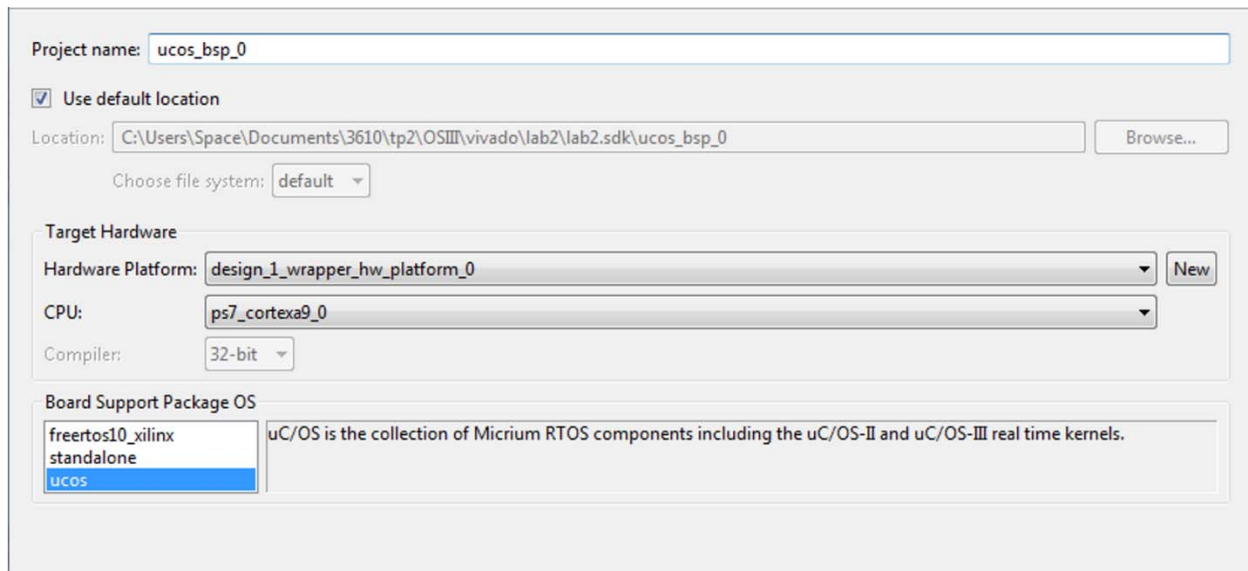 Project name: ucos_bsp_0
Use default location
Location: C:\Users\Space\Documents\3610\tp2\OSIII\vivado\lab2\lab2.sdk\ucos_bsp_0 Browse...
Choose file system: default
Target Hardware
Hardware Platform: design_1_wrapper_hw_platform_0 New
CPU: ps7_cortexa9_0
Compiler: 32-bit
Board Support Package OS
freertos10_xilinx uC/OS is the collection of Micrium RTOS components including the uC/OS-II and uC/OS-III real time kernels.
standalone
ucos